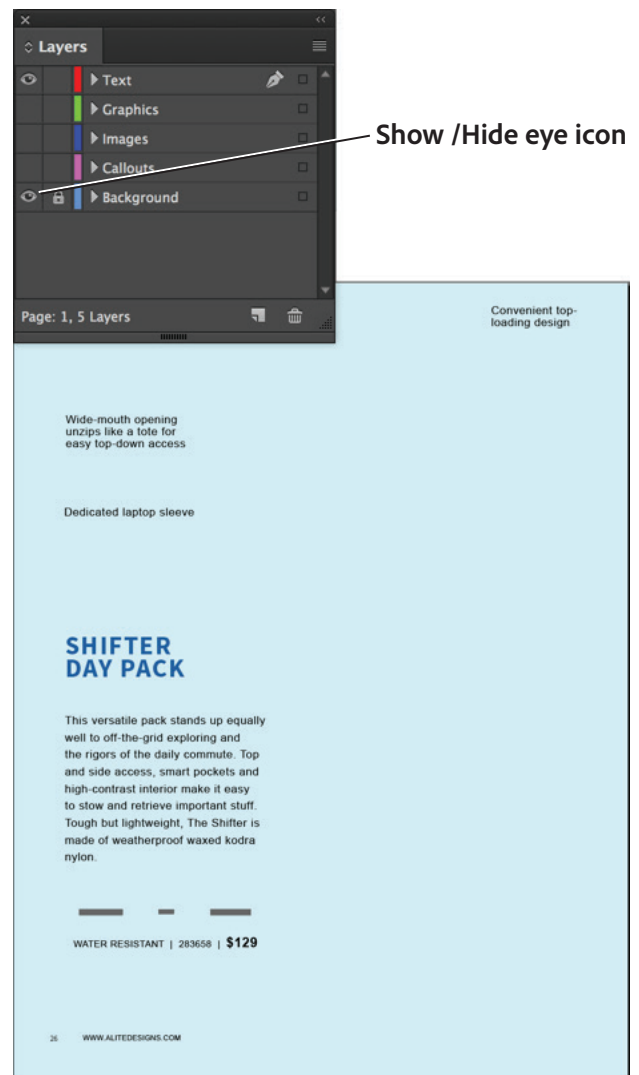 Layers
Text
Graphics
Images
Callouts
Background
Show /Hide eye icon
Page: 1, 5 Layers
Convenient top-
loading design
Wide-mouth opening
unzips like a tote for
easy top-down access
Dedicated laptop sleeve
SHIFTER
DAY PACK
This versatile pack stands up equally
well to off-the-grid exploring and
the rigors of the daily commute. Top
and side access, smart pockets and
high-contrast interior make it easy
to stow and retrieve important stuff.
Tough but lightweight, The Shifter is
made of weatherproof waxed kodra
nylon.
WATER RESISTANT | 283658 | $129
26 WWW.ALITEDESIGNS.COM